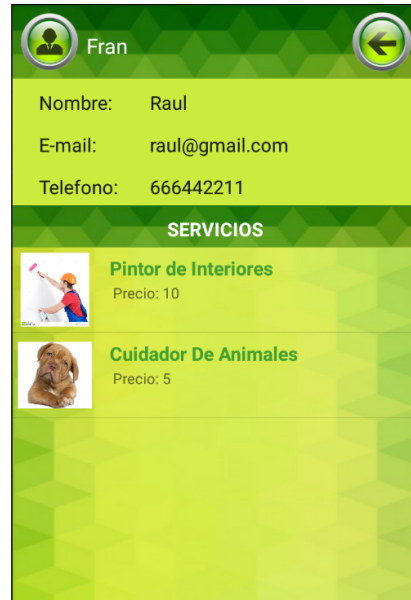 Fran
Nombre: Raul
E-mail: raul@gmail.com
Telefono: 666442211
SERVICIOS
Pintor de Interiores
Precio: 10
Cuidador De Animales
Precio: 5